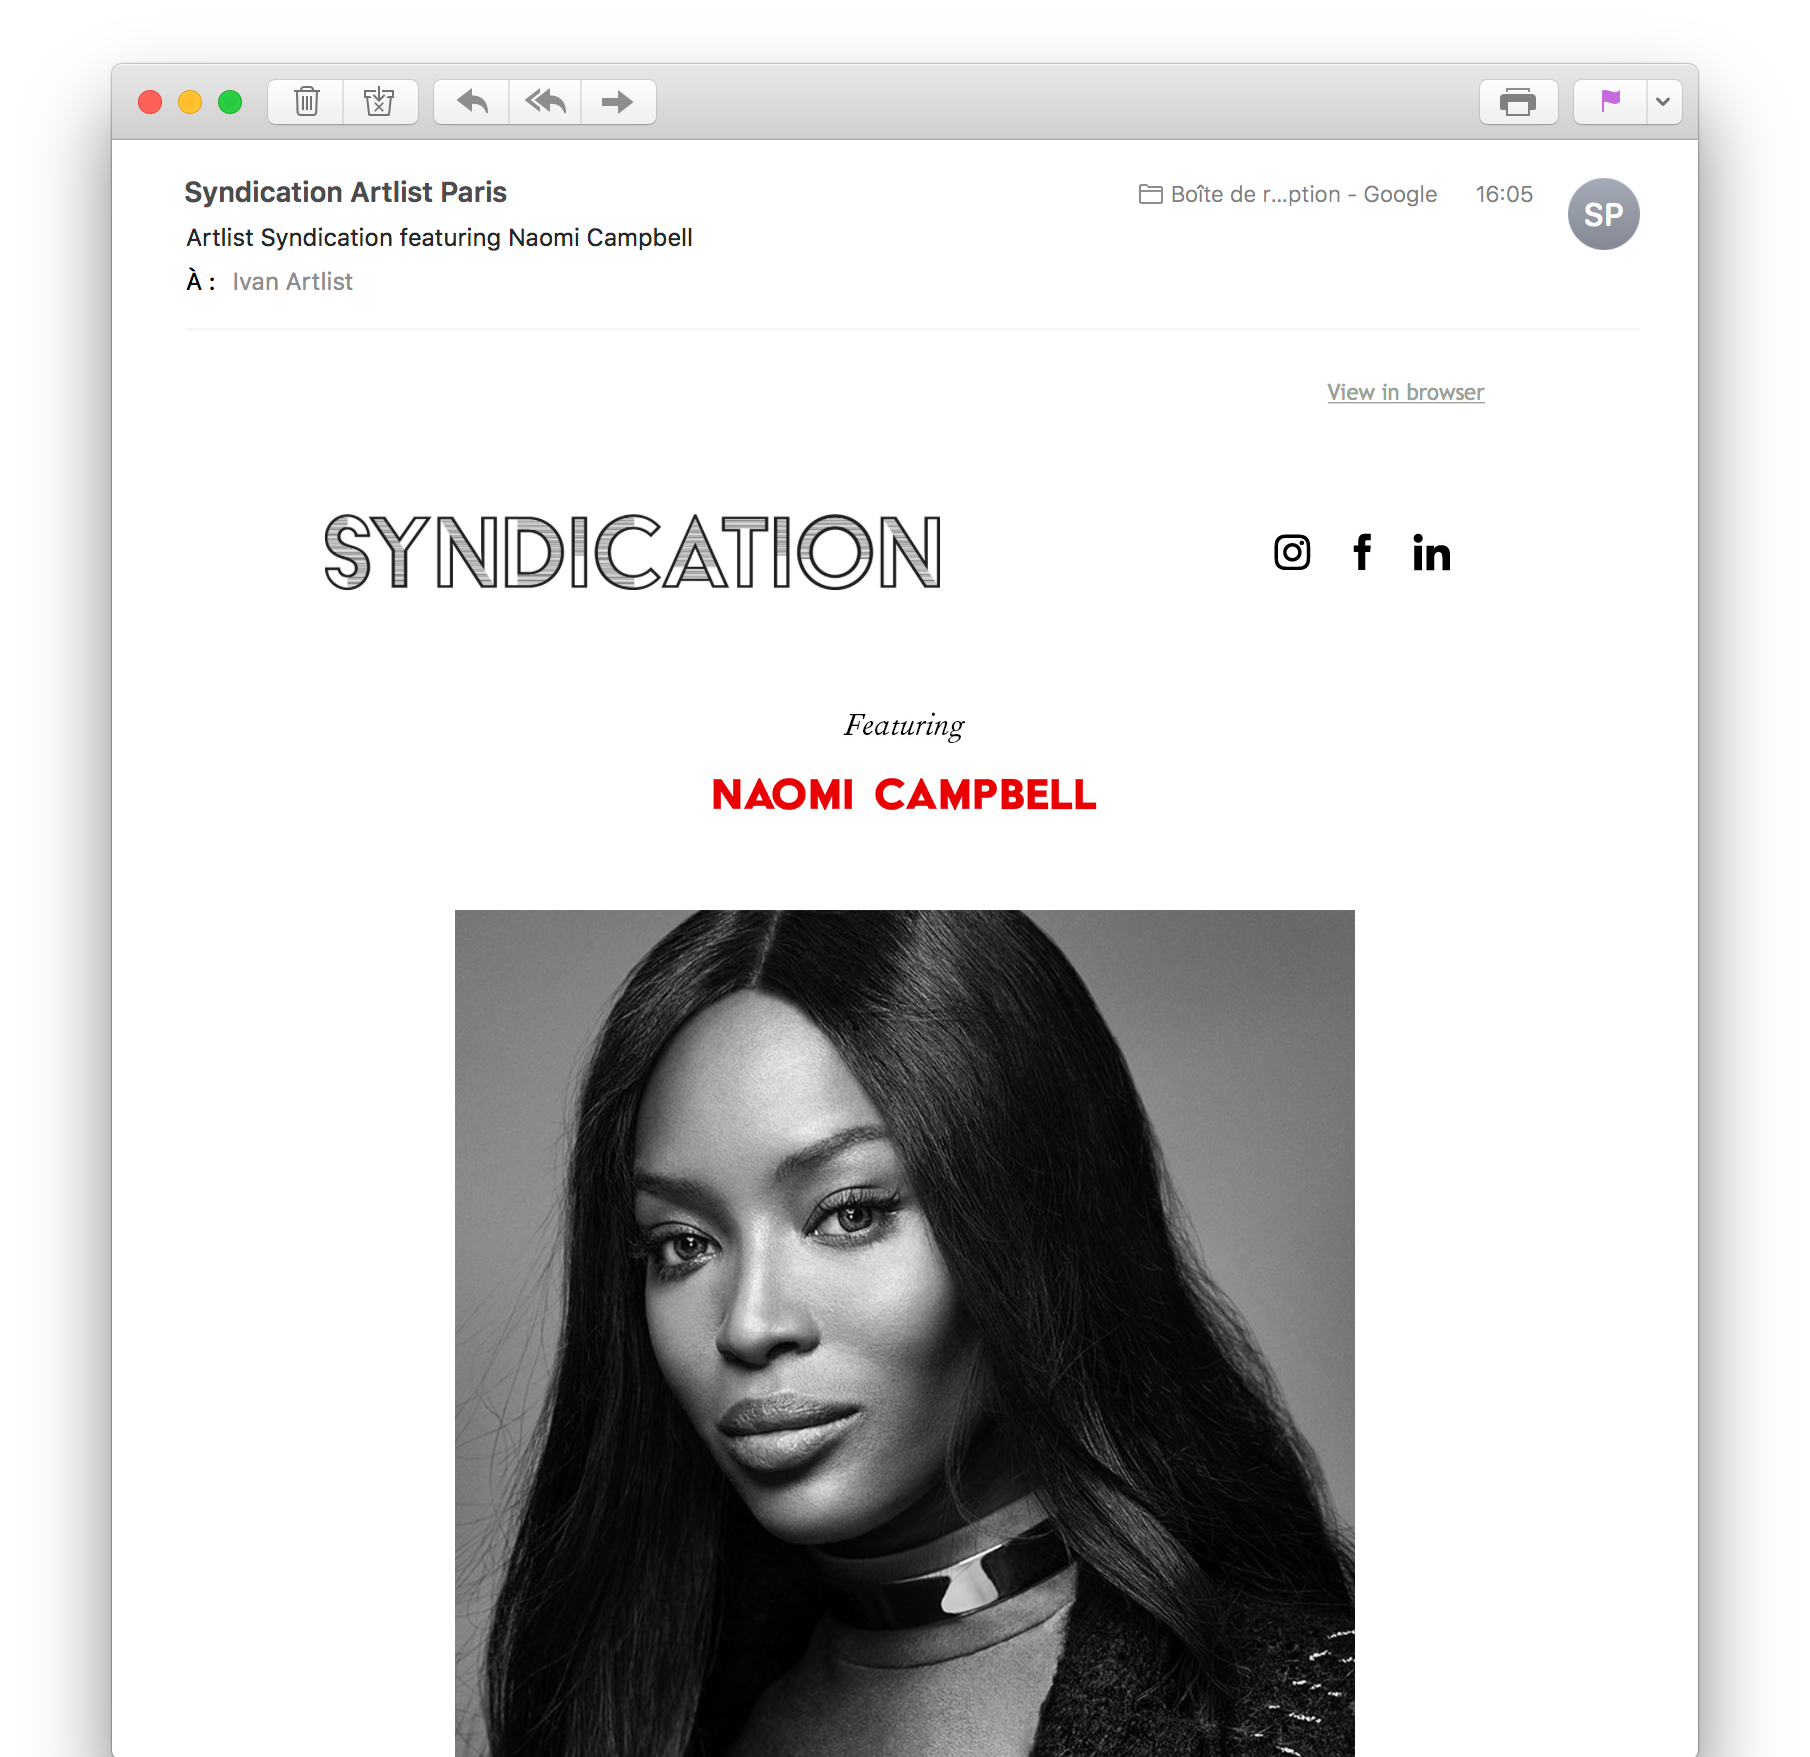 Syndication Artlist Paris
Boîte de r...ption - Google 16:05
SP
Artlist Syndication featuring Naomi Campbell
À : Ivan Artlist
View in browser
SYNDICATION
in
Featuring
NAOMI CAMPBELL